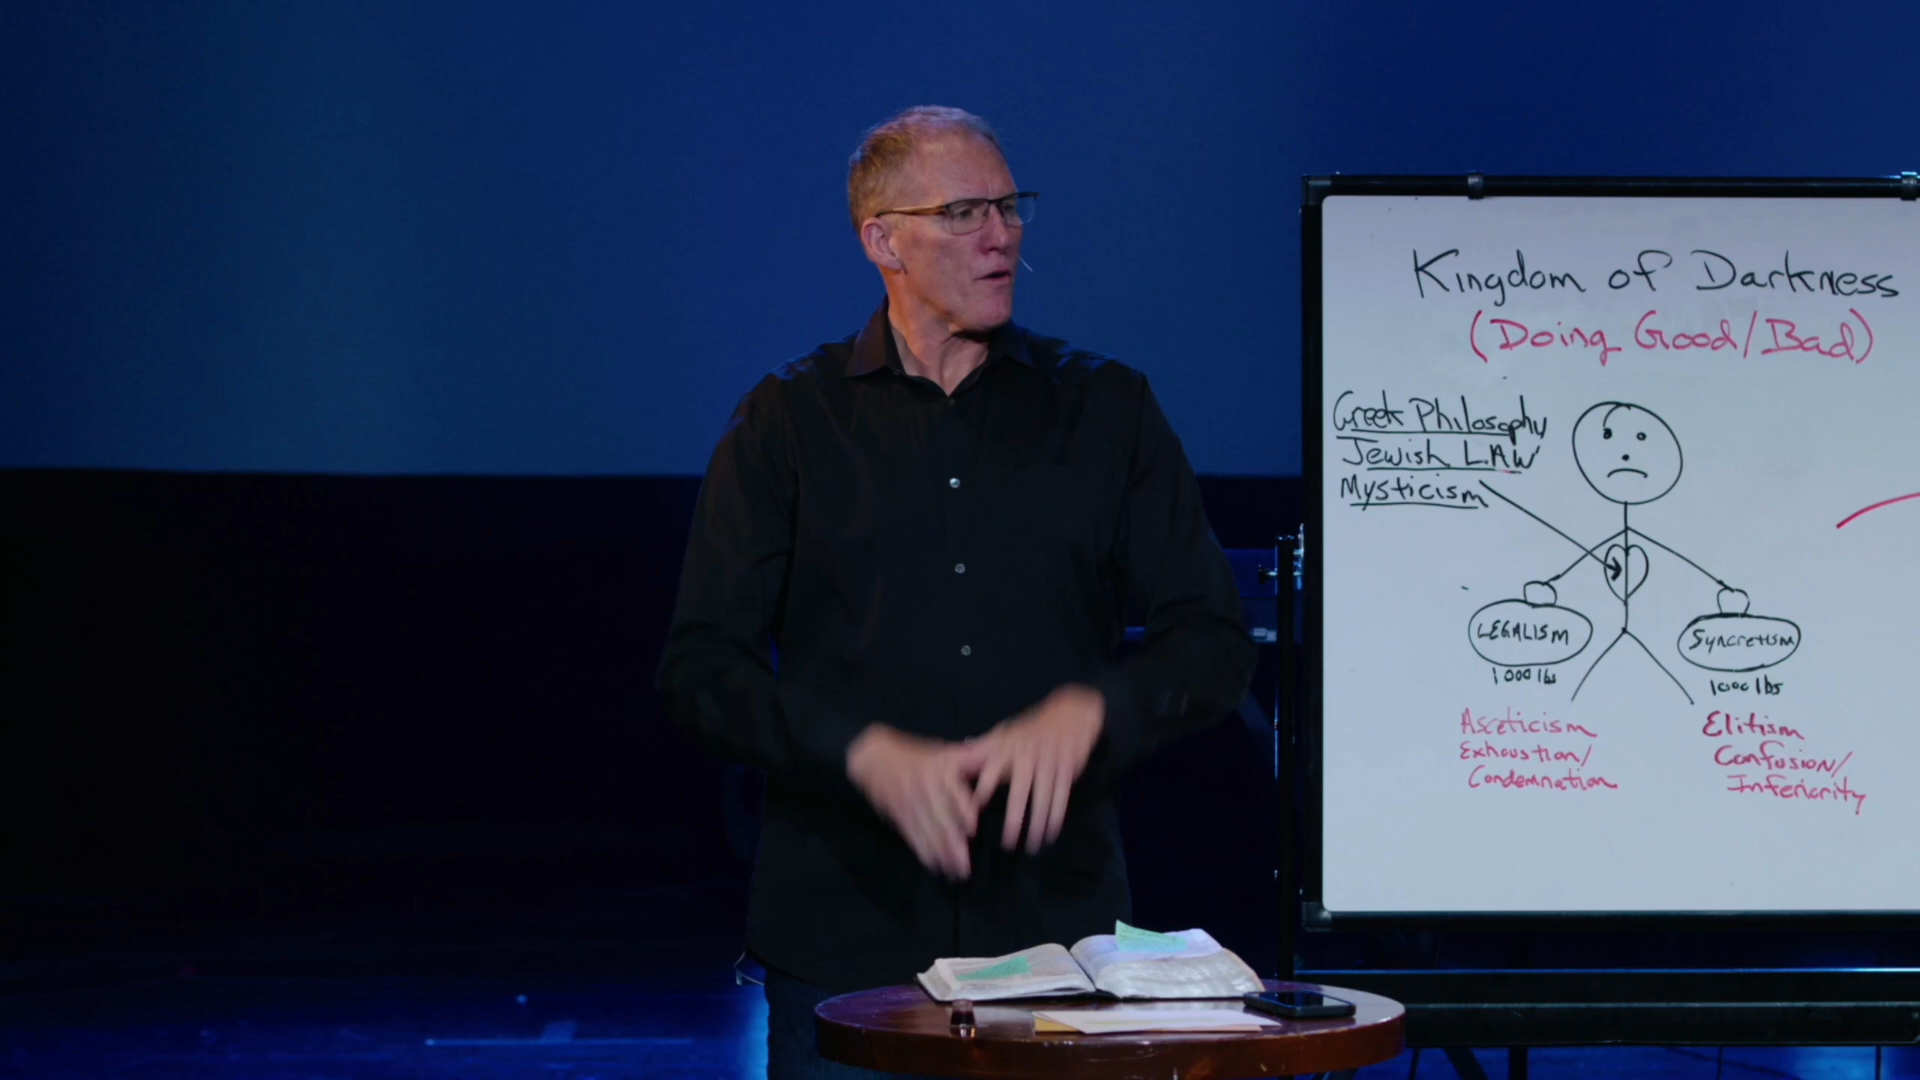 Kingdom of Darkness
(Doing Good/Bad)
Greek Philosophy
Jewish LAW
Mysticism
LEGALISM
1000 lbs
Syncretism
1000 lbs
Asceticism
Exhaustion/
Condemnation
Elitism
Confusion/
Inferiority